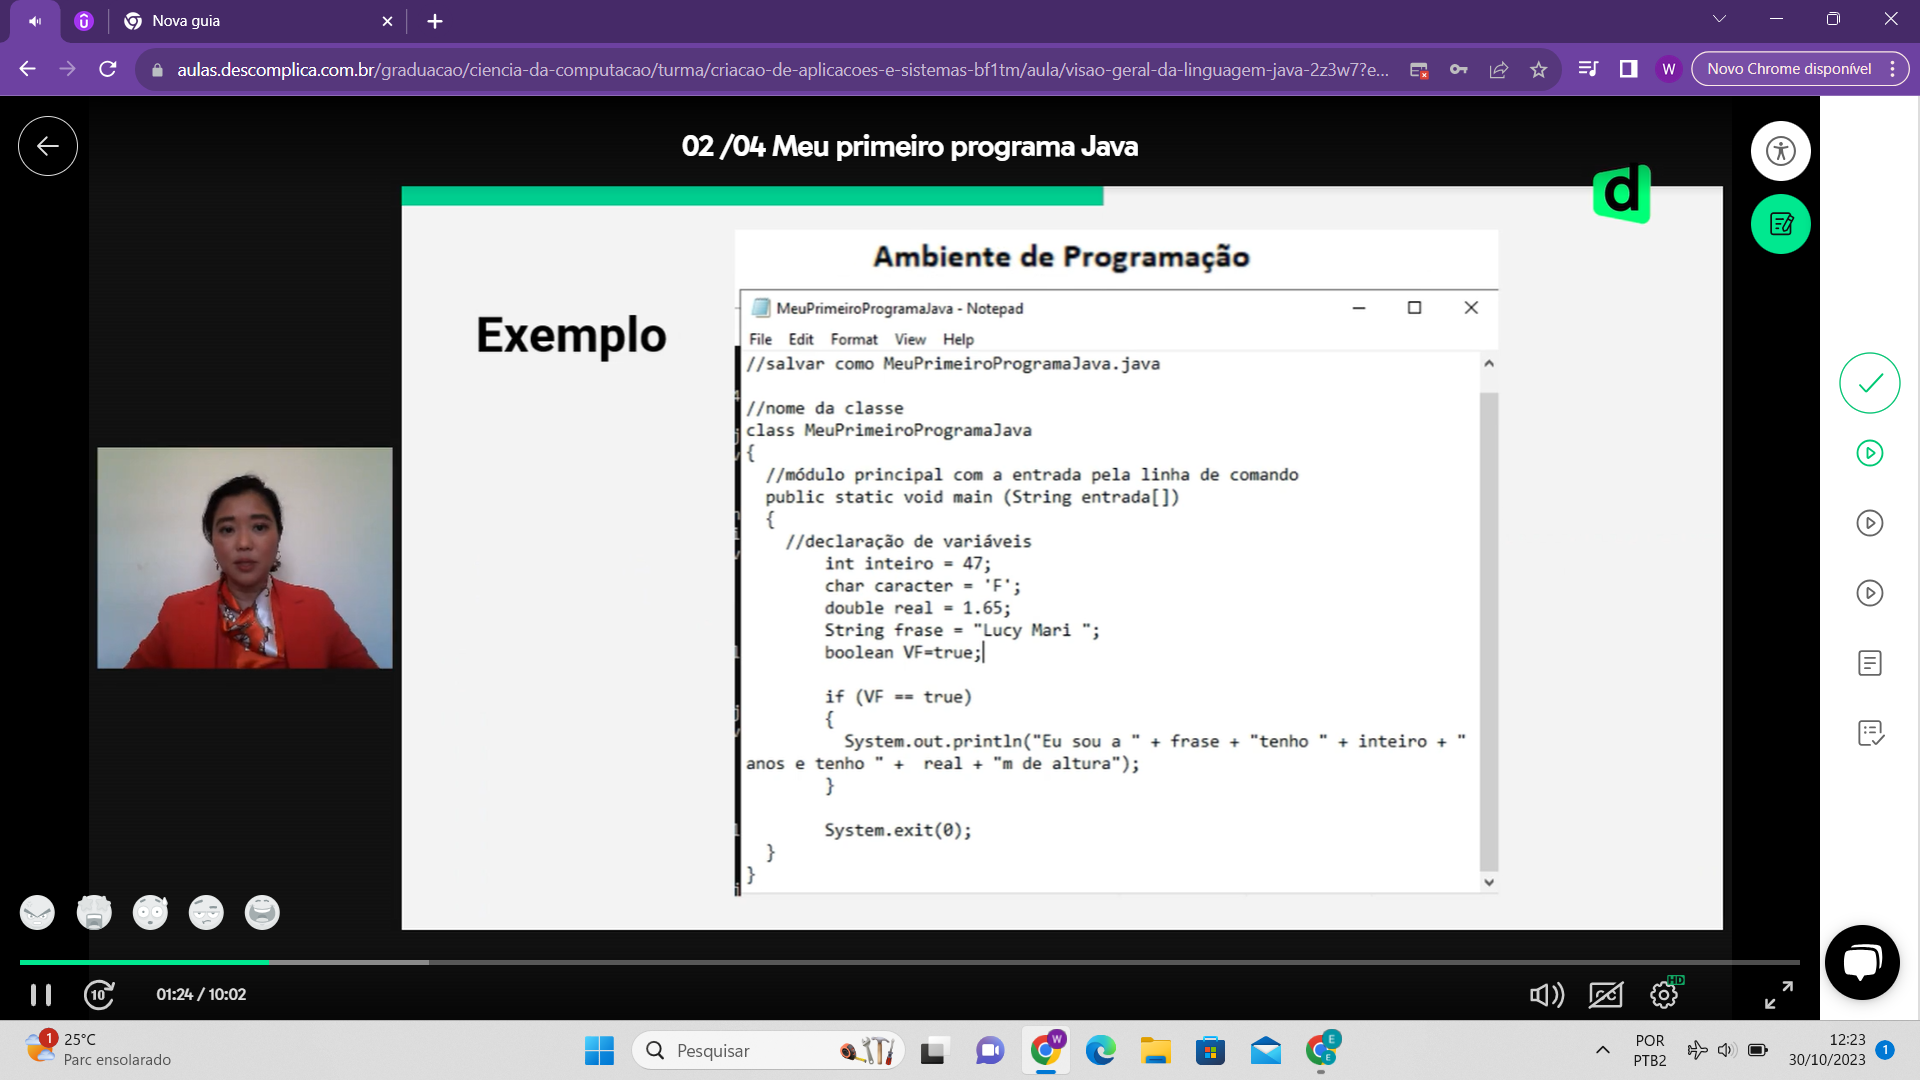 Nova guia
aulas.descomplica.com.br/graduacao/ciencia-da-computacao/turma/criacao-de-aplicacoes-e-sistemas-bf1tm/aula/visao-geral-da-linguagem-java-2z3w7?e...
W
Novo Chrome disponível
02 /04 Meu primeiro programa Java
d
Ambiente de Programação
Exemplo
MeuPrimeiroProgramaJava - Notepad
File Edit Format View Help
//salvar como MeuPrimeiroProgramaJava.java
//nome da classe
class MeuPrimeiroProgramaJava
{
//módulo principal com a entrada pela linha de comando
public static void main (String entrada[])
{
//declaração de variáveis
int inteiro = 47;
char caracter = 'F';
double real = 1.65;
String frase = "Lucy Mari ";
boolean VF=true;
if (VF == true)
{
System.out.println("Eu sou a " + frase + "tenho " + inteiro + "
anos e tenho " +  real + "m de altura");
}
System.exit(0);
}
}
10
01:24 / 10:02
CC
HD
1
25°C
Parc ensolarado
Pesquisar
W
E
E
POR
PTB2
12:23
30/10/2023
1